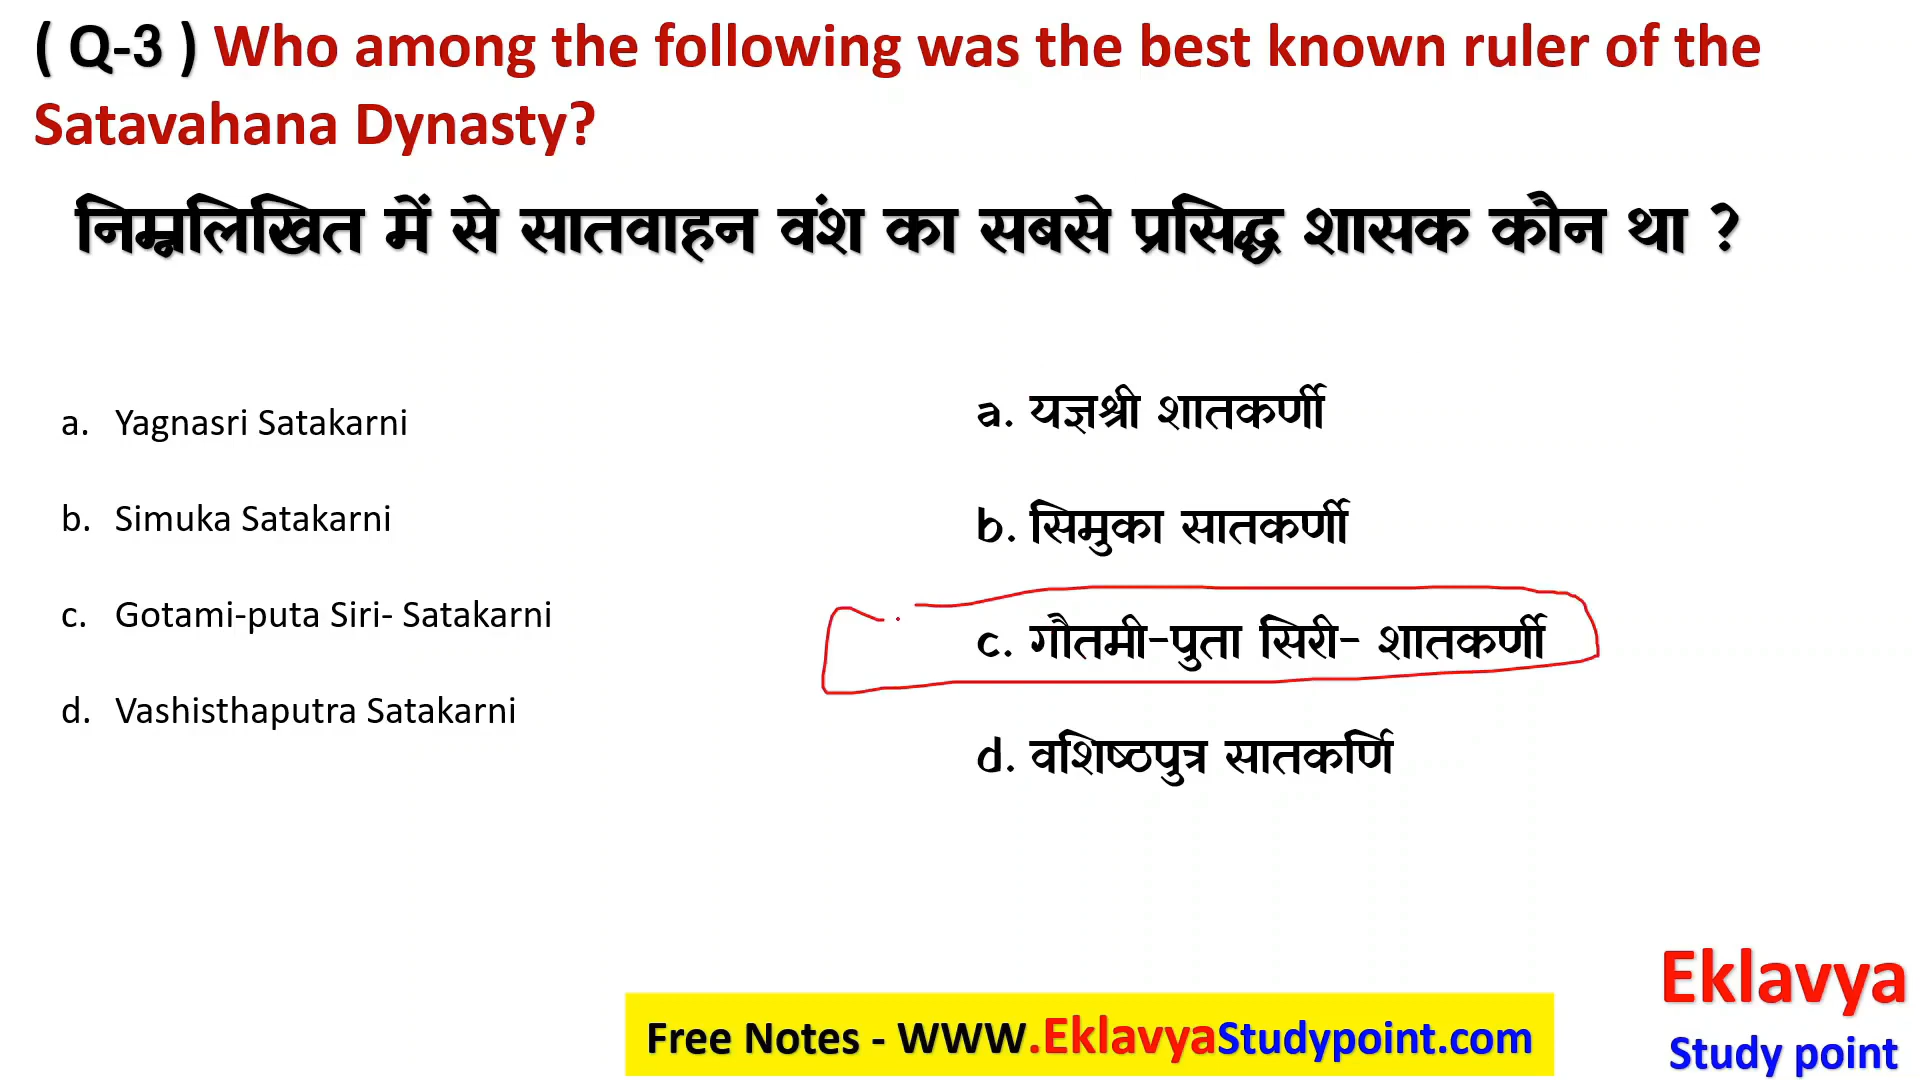 ( Q-3 ) Who among the following was the best known ruler of the
Satavahana Dynasty?
निम्नलिखित में से सातवाहन वंश का सबसे प्रसिद्ध शासक कौन था ?
a. Yagnasri Satakarni
b. Simuka Satakarni
c. Gotami-puta Siri- Satakarni
d. Vashisthaputra Satakarni
a. यज्ञश्री शातकर्णी
b. सिमुका सातकर्णी
c. गौतमी-पुता सिरी- शातकर्णी
d. वशिष्ठपुत्र सातकर्णि
Free Notes - WWW.EklavyaStudypoint.com
Eklavya
Study point